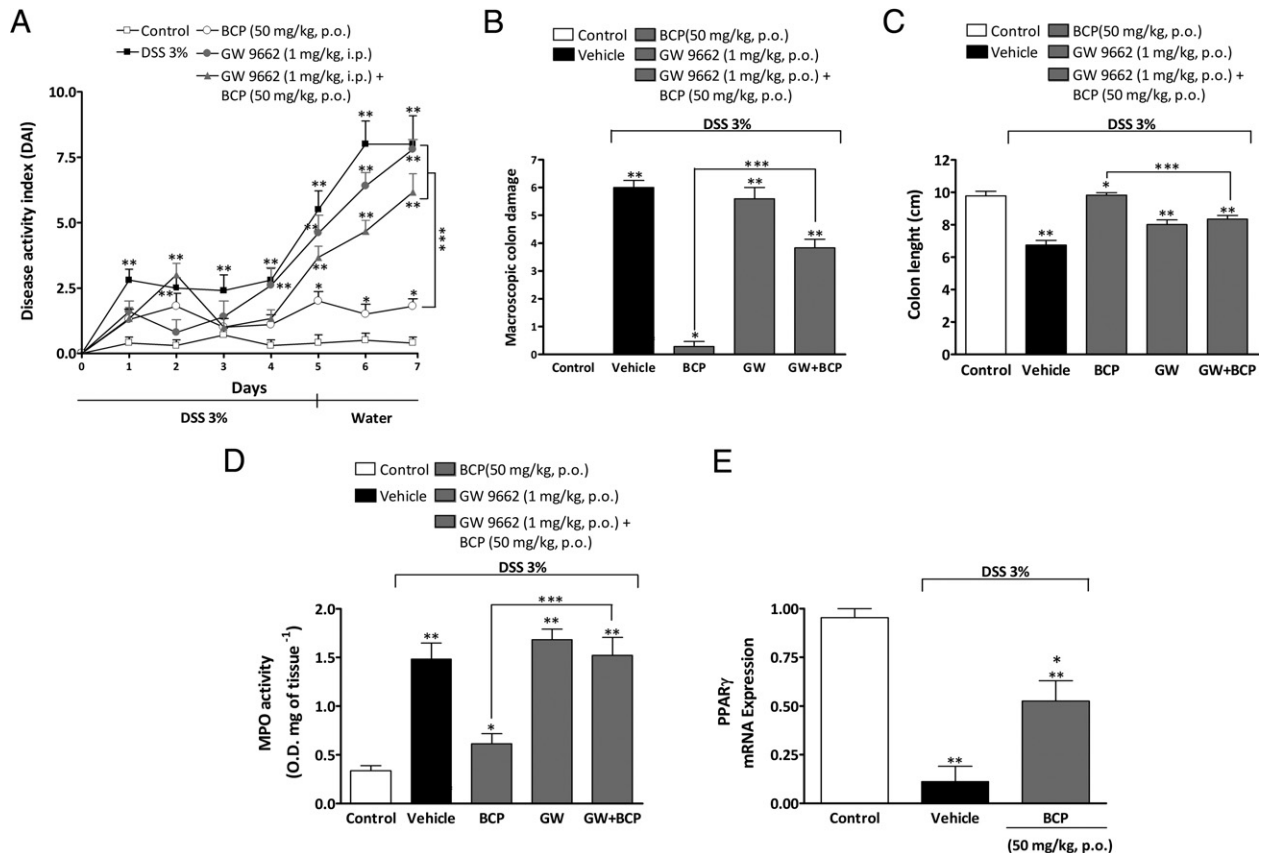 A
Control
BCP (50 mg/kg, p.o.)
DSS 3%
GW 9662 (1 mg/kg, i.p.)
GW 9662 (1 mg/kg, i.p.) +
BCP (50 mg/kg, p.o.)
Disease activity index (DAI)
10.0
7.5
5.0
2.5
0.0
** ** ** ** ** ** **
** ** ** ** **
** ** ** **
* * *
***
0 1 2 3 4 5 6 7
Days
DSS 3% Water
B
Control
BCP(50 mg/kg, p.o.)
Vehicle
GW 9662 (1 mg/kg, p.o.)
GW 9662 (1 mg/kg, p.o.) +
BCP (50 mg/kg, p.o.)
DSS 3%
Macroscopic colon damage
7
6
5
4
3
2
1
0
***
** * ** **
Control Vehicle BCP GW GW+BCP
C
Control
BCP(50 mg/kg, p.o.)
Vehicle
GW 9662 (1 mg/kg, p.o.)
GW 9662 (1 mg/kg, p.o.) +
BCP (50 mg/kg, p.o.)
DSS 3%
Colon lenght (cm)
12
10
8
6
4
2
0
***
** * ** **
Control Vehicle BCP GW GW+BCP
D
Control
BCP(50 mg/kg, p.o.)
Vehicle
GW 9662 (1 mg/kg, p.o.)
GW 9662 (1 mg/kg, p.o.) +
BCP (50 mg/kg, p.o.)
DSS 3%
MPO activity
(O.D. mg of tissue -1)
2.0
1.5
1.0
0.5
0.0
***
** * ** **
Control Vehicle BCP GW GW+BCP
E
DSS 3%
PPARγ
mRNA Expression
1.00
0.75
0.50
0.25
0.00
*
** **
Control Vehicle BCP
(50 mg/kg, p.o.)